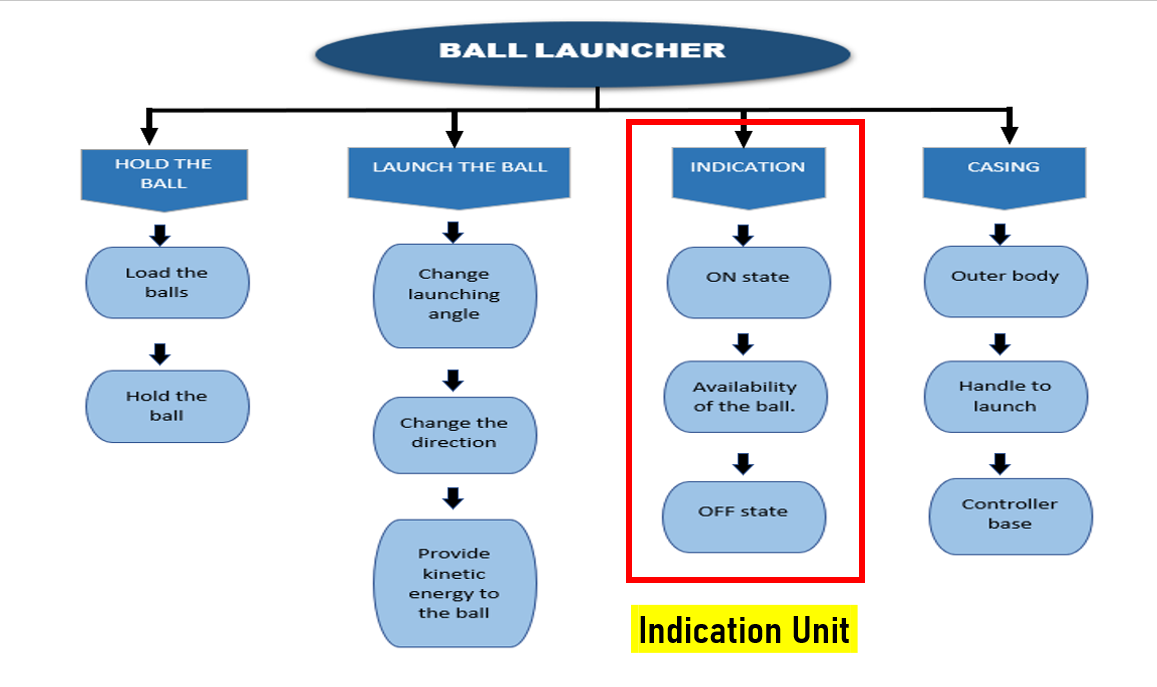 BALL LAUNCHER
HOLD THE
BALL
Load the
balls
Hold the
ball
LAUNCH THE BALL
Change
launching
angle
Change the
direction
Provide
kinetic
energy to
the ball
INDICATION
ON state
Availability
of the ball.
OFF state
Indication Unit
CASING
Outer body
Handle to
launch
Controller
base